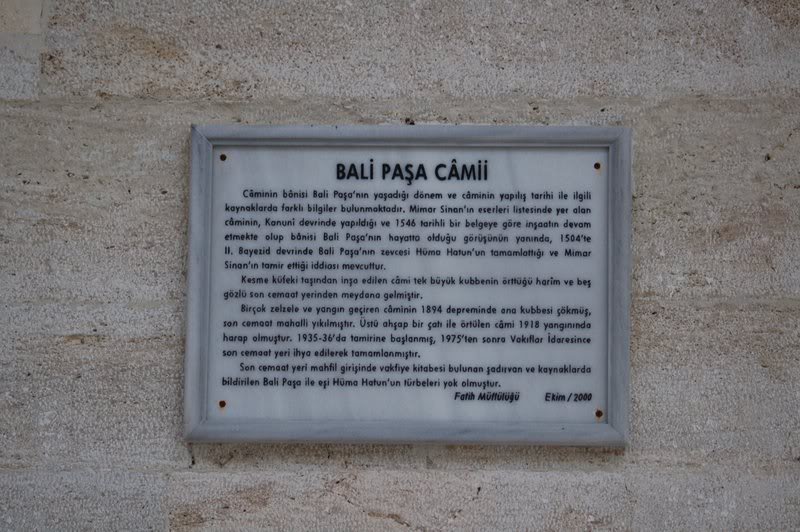 BALİ PAŞA CÂMİİ
Câminin bânisi Bali Paşa'nın yaşadığı dönem ve câminin yapılış tarihi ile ilgili
kaynaklarda farklı bilgiler bulunmaktadır. Mimar Sinan'ın eserleri listesinde yer alan
câminin, Kanunî devrinde yapıldığı ve 1546 tarihli bir belgeye göre inşaatın devam
etmekte olup bânisi Bali Paşa'nın hayatta olduğu görüşünün yanında, 1504'te
II. Bayezid devrinde Bali Paşa'nın zevcesi Hüma Hatun'un tamamlattığı ve Mimar
Sinan'ın tamir ettiği iddiası mevcuttur.
Kesme küfeki taşından inşa edilen câmi tek büyük kubbenin örttüğü harîm ve beş
gözlü son cemaat yerinden meydana gelmiştir.
Birçok zelzele ve yangın geçiren câminin 1894 depreminde ana kubbesi çökmüş,
son cemaat mahalli yıkılmıştır. Üstü ahşap bir çatı ile örtülen câmi 1918 yangınında
harap olmuştur. 1935-36'da tamirine başlanmış, 1975'ten sonra Vakıflar İdaresince
son cemaat yeri ihya edilerek tamamlanmıştır.
Son cemaat yeri mahfil girişinde vakfiye kitabesi bulunan şadırvan ve kaynaklarda
bildirilen Bali Paşa ile eşi Hüma Hatun'un türbeleri yok olmuştur.
Fatih Müftülüğü Ekim/2000